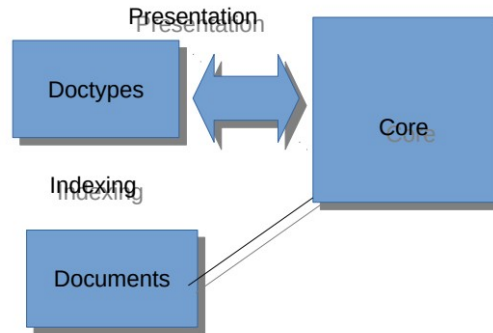 Presentation
Doctypes
Core
Indexing
Documents